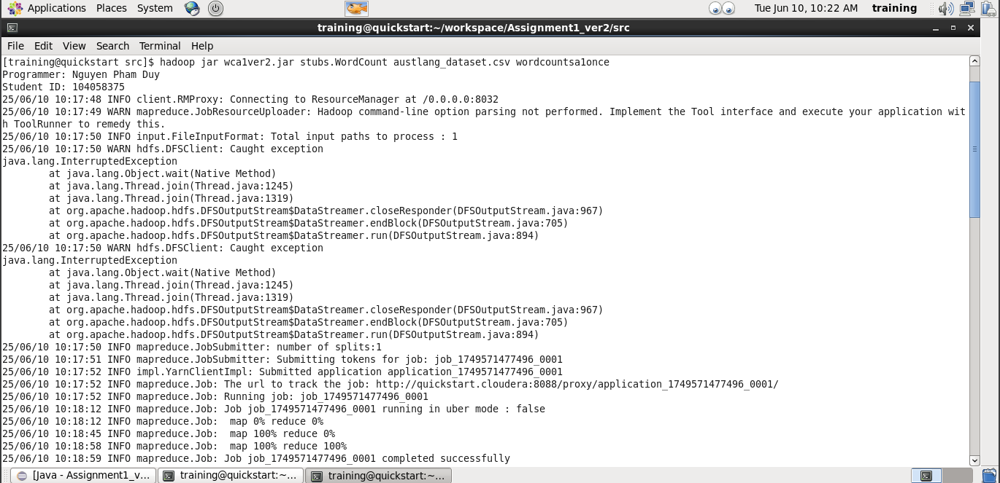 Applications Places System Tue Jun 10, 10:22 AM training
training@quickstart:~/workspace/Assignment1_ver2/src
File Edit View Search Terminal Help
[training@quickstart src]$ hadoop jar wca1ver2.jar stubs.WordCount austlang_dataset.csv wordcountsa1once
Programmer: Nguyen Pham Duy
Student ID: 104058375
25/06/10 10:17:48 INFO client.RMProxy: Connecting to ResourceManager at /0.0.0.0:8032
25/06/10 10:17:49 WARN mapreduce.JobResourceUploader: Hadoop command-line option parsing not performed. Implement the Tool interface and execute your application wit
h ToolRunner to remedy this.
25/06/10 10:17:50 INFO input.FileInputFormat: Total input paths to process : 1
25/06/10 10:17:50 WARN hdfs.DFSClient: Caught exception
java.lang.InterruptedException
        at java.lang.Object.wait(Native Method)
        at java.lang.Thread.join(Thread.java:1245)
        at java.lang.Thread.join(Thread.java:1319)
        at org.apache.hadoop.hdfs.DFSOutputStream$DataStreamer.closeResponder(DFSOutputStream.java:967)
        at org.apache.hadoop.hdfs.DFSOutputStream$DataStreamer.endBlock(DFSOutputStream.java:705)
        at org.apache.hadoop.hdfs.DFSOutputStream$DataStreamer.run(DFSOutputStream.java:894)
25/06/10 10:17:50 WARN hdfs.DFSClient: Caught exception
java.lang.InterruptedException
        at java.lang.Object.wait(Native Method)
        at java.lang.Thread.join(Thread.java:1245)
        at java.lang.Thread.join(Thread.java:1319)
        at org.apache.hadoop.hdfs.DFSOutputStream$DataStreamer.closeResponder(DFSOutputStream.java:967)
        at org.apache.hadoop.hdfs.DFSOutputStream$DataStreamer.endBlock(DFSOutputStream.java:705)
        at org.apache.hadoop.hdfs.DFSOutputStream$DataStreamer.run(DFSOutputStream.java:894)
25/06/10 10:17:50 INFO mapreduce.JobSubmitter: number of splits:1
25/06/10 10:17:51 INFO mapreduce.JobSubmitter: Submitting tokens for job: job_1749571477496_0001
25/06/10 10:17:52 INFO impl.YarnClientImpl: Submitted application application_1749571477496_0001
25/06/10 10:17:52 INFO mapreduce.Job: The url to track the job: http://quickstart.cloudera:8088/proxy/application_1749571477496_0001/
25/06/10 10:17:52 INFO mapreduce.Job: Running job: job_1749571477496_0001
25/06/10 10:18:12 INFO mapreduce.Job: Job job_1749571477496_0001 running in uber mode : false
25/06/10 10:18:12 INFO mapreduce.Job:  map 0% reduce 0%
25/06/10 10:18:45 INFO mapreduce.Job:  map 100% reduce 0%
25/06/10 10:18:58 INFO mapreduce.Job:  map 100% reduce 100%
25/06/10 10:18:59 INFO mapreduce.Job: Job job_1749571477496_0001 completed successfully
[Java - Assignment1_v... training@quickstart:~... training@quickstart:~...